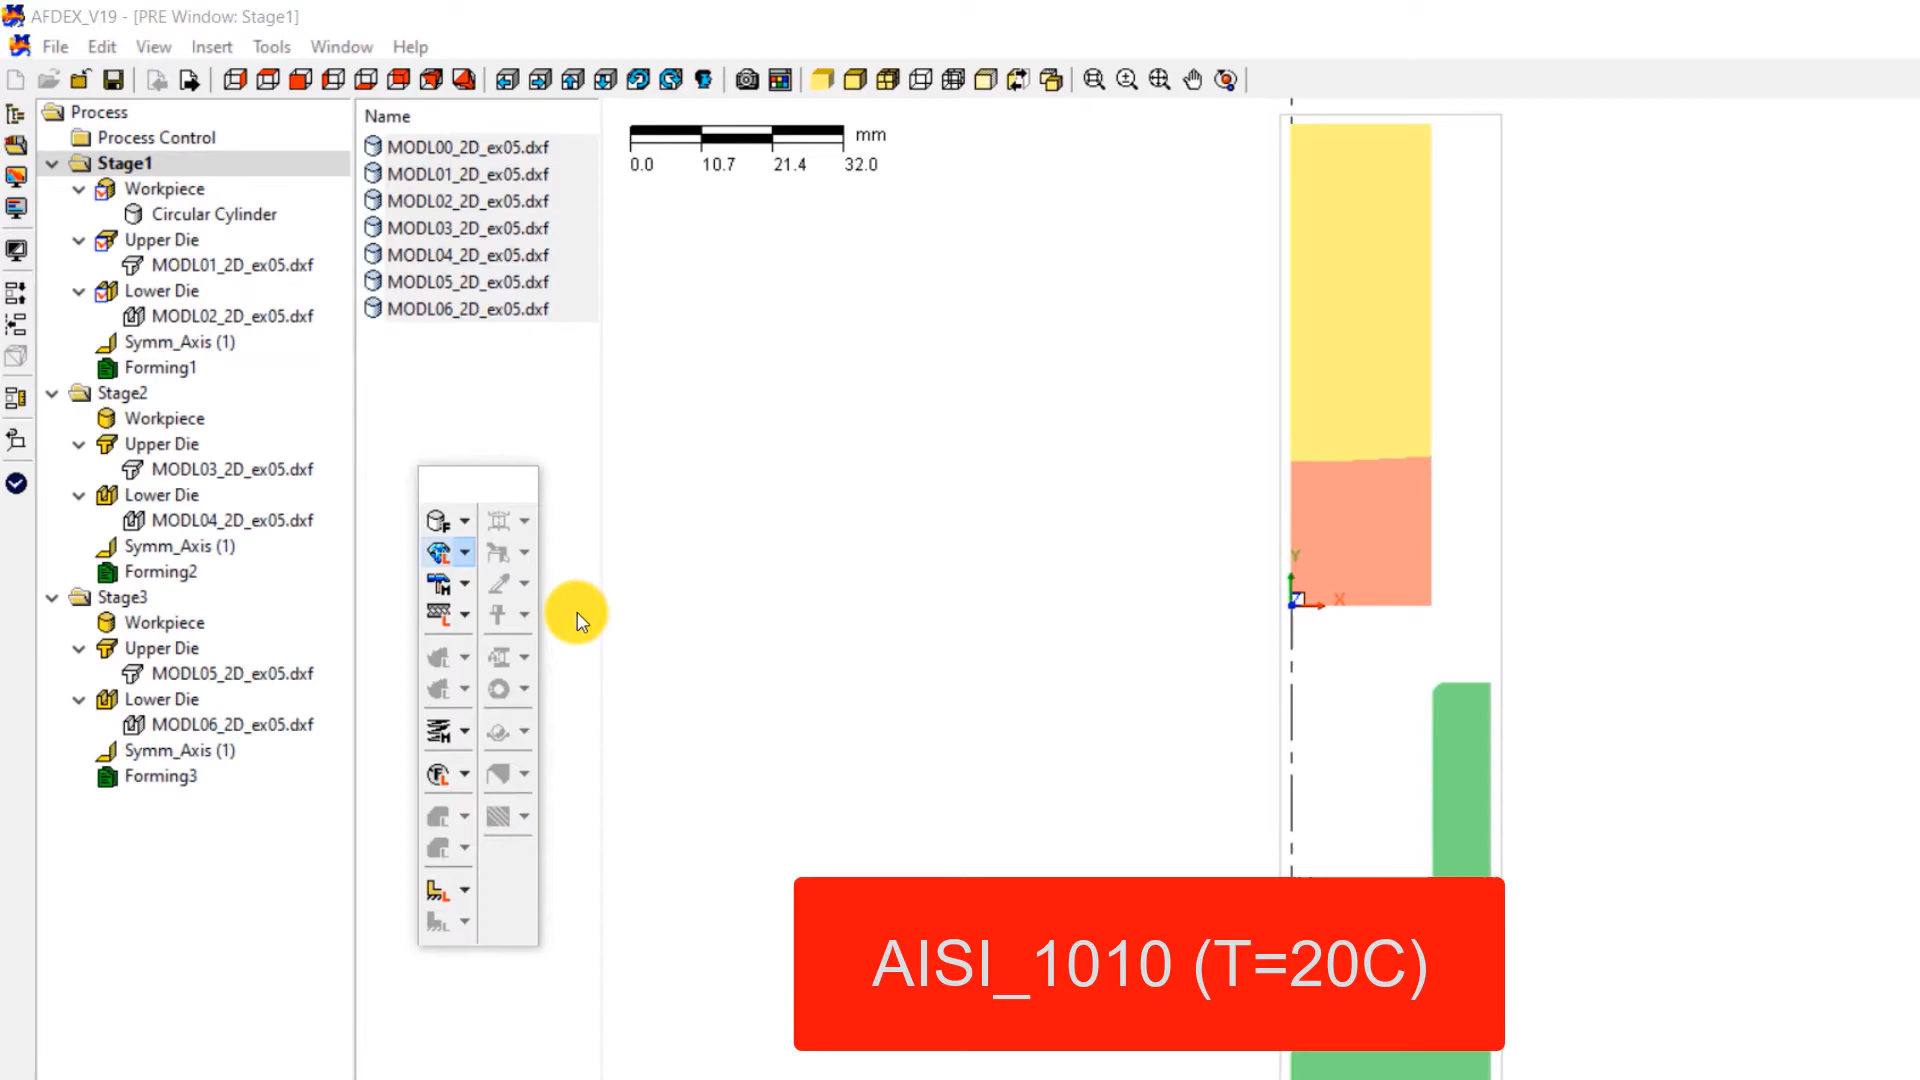 AFDEX_V19 - [PRE Window: Stage1]
File Edit View Insert Tools Window Help
Process
Process Control
Stage1
Workpiece
Circular Cylinder
Upper Die
MODL01_2D_ex05.dxf
Lower Die
MODL02_2D_ex05.dxf
Symm_Axis (1)
Forming1
Stage2
Workpiece
Upper Die
MODL03_2D_ex05.dxf
Lower Die
MODL04_2D_ex05.dxf
Symm_Axis (1)
Forming2
Stage3
Workpiece
Upper Die
MODL05_2D_ex05.dxf
Lower Die
MODL06_2D_ex05.dxf
Symm_Axis (1)
Forming3
Name
MODL00_2D_ex05.dxf
MODL01_2D_ex05.dxf
MODL02_2D_ex05.dxf
MODL03_2D_ex05.dxf
MODL04_2D_ex05.dxf
MODL05_2D_ex05.dxf
MODL06_2D_ex05.dxf
mm
0.0 10.7 21.4 32.0
Y
Z
X
AISI_1010 (T=20C)